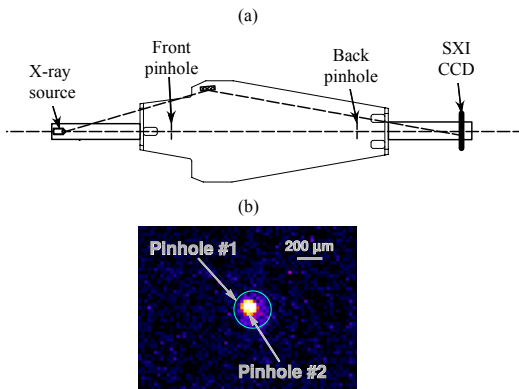 (a)
Front
pinhole
Back
pinhole
SXI
CCD
X-ray
source
(b)
Pinhole #1
200 µm
Pinhole #2